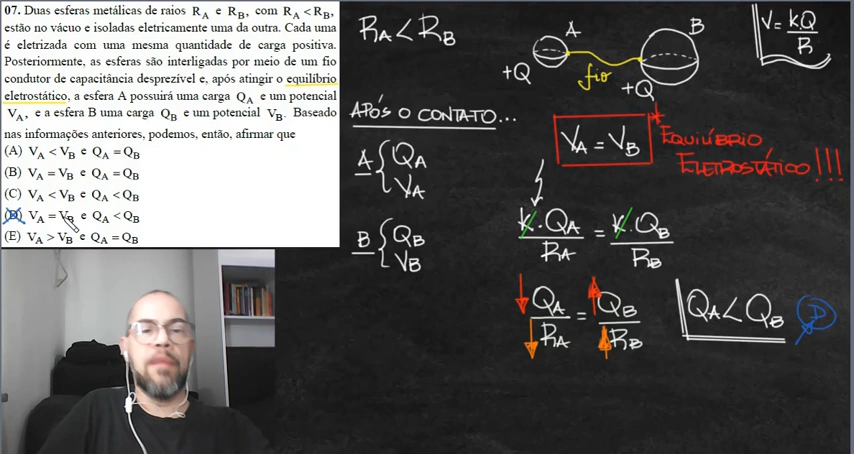 07. Duas esferas metálicas de raios R_A e R_B, com R_A < R_B,
estão no vácuo e isoladas eletricamente uma da outra. Cada uma
é eletrizada com uma mesma quantidade de carga positiva.
Posteriormente, as esferas são interligadas por meio de um fio
condutor de capacitância desprezível e, após atingir o equilíbrio
eletrostático, a esfera A possuirá uma carga Q_A e um potencial
V_A, e a esfera B uma carga Q_B e um potencial V_B. Baseado
nas informações anteriores, podemos, então, afirmar que
(A) V_A < V_B e Q_A = Q_B
(B) V_A = V_B e Q_A = Q_B
(C) V_A < V_B e Q_A < Q_B
(D) V_A = V_B e Q_A < Q_B
(E) V_A > V_B e Q_A = Q_B
R_A < R_B
A
B
+Q
fio
+Q
V = kQ/R
APÓS O CONTATO...
A { Q_A
V_A
B { Q_B
V_B
V_A = V_B
* EQUILÍBRIO
ELETROSTÁTICO!!!
K.Q_A/R_A = K.Q_B/R_B
Q_A/R_A = Q_B/R_B
Q_A < Q_B
D